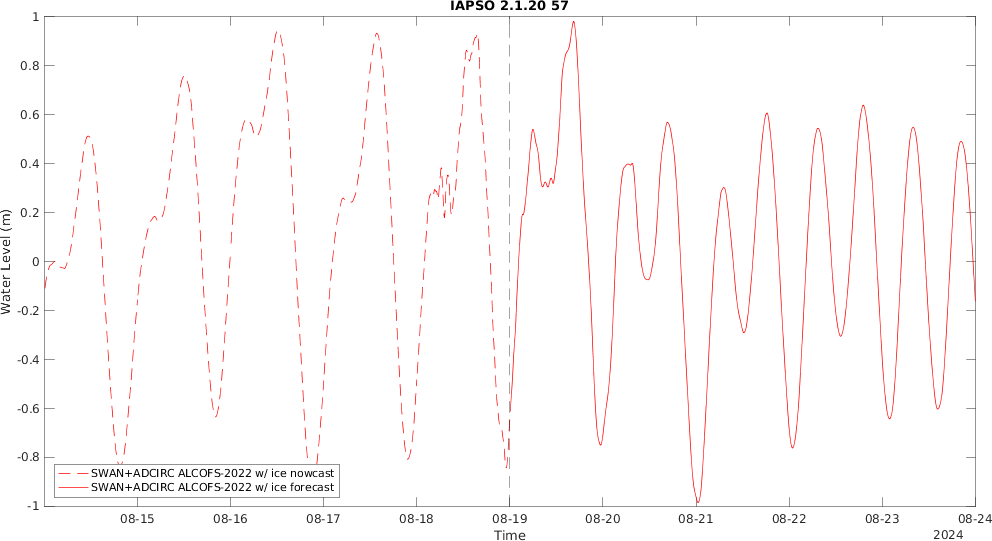 IAPSO 2.1.20 57
1
0.8
0.6
0.4
0.2
0
-0.2
-0.4
-0.6
-0.8
-1
Water Level (m)
SWAN+ADCIRC ALCOFS-2022 w/ ice nowcast
SWAN+ADCIRC ALCOFS-2022 w/ ice forecast
08-15 08-16 08-17 08-18 08-19 08-20 08-21 08-22 08-23 08-24
Time
2024